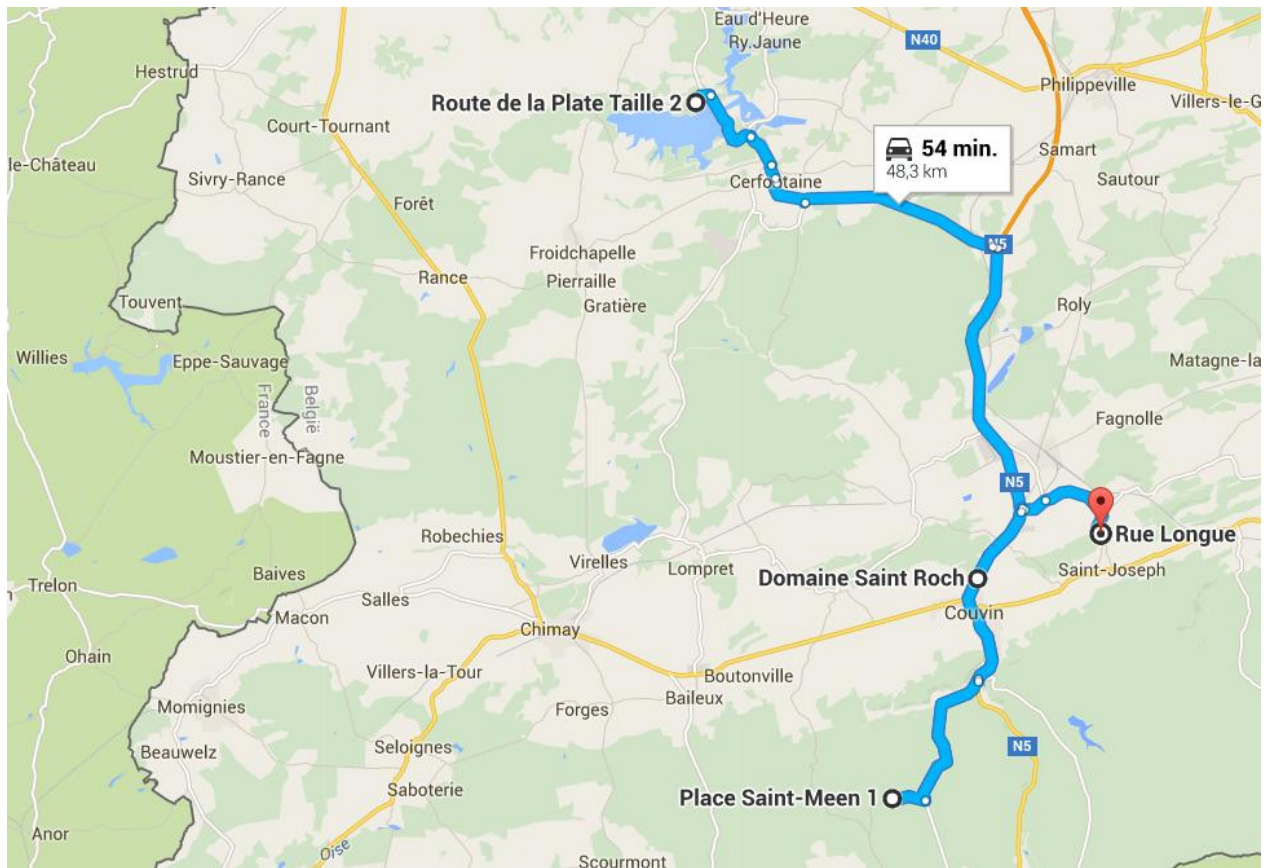 Eau d'Heure
Ry.Jaune
N40
Hestrud
Philippeville
Route de la Plate Taille 2
Villers-le-G
Court-Tournant
54 min.
48,3 km
Samart
le-Château
Sivry-Rance
Cerfontaine
Sautour
Forêt
Froidchapelle
N5
Rance
Pierraille
Gratière
Roly
Touvent
Willies
Eppe-Sauvage
Matagne-la
France
België
Fagnolle
Moustier-en-Fagne
N5
Robechies
Rue Longue
Virelles
Lompret
Saint-Joseph
Domaine Saint Roch
Trelon
Baives
Salles
Macon
Couvin
Chimay
Ohain
Villers-la-Tour
Boutonville
Baileux
Momignies
Forges
Beauwelz
Seloignes
N5
Saboterie
Place Saint-Meen 1
Anor
Oise
Scourmont